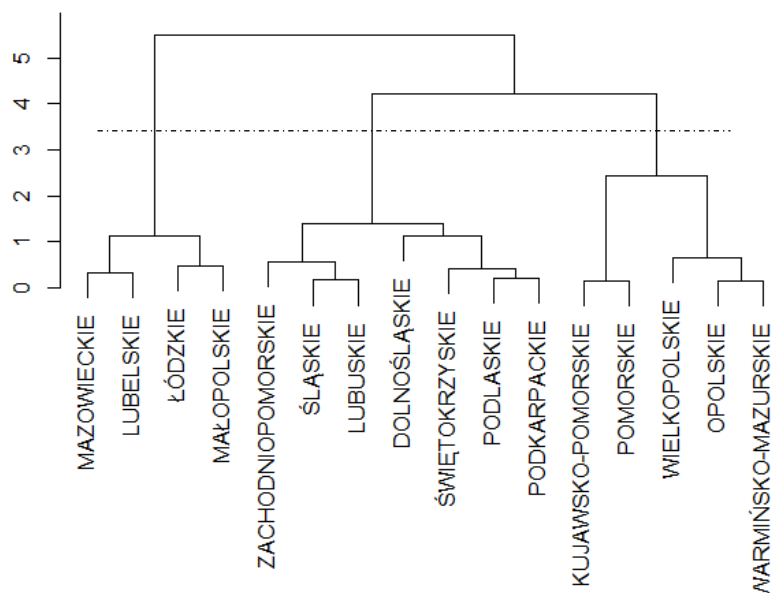 5
4
3
2
1
0
MAZOWIECKIE
LUBELSKIE
ŁÓDZKIE
MAŁOPOLSKIE
ZACHODNIOPOMORSKIE
ŚLĄSKIE
LUBUSKIE
DOLNOŚLĄSKIE
ŚWIĘTOKRZYSKIE
PODLASKIE
PODKARPACKIE
KUJAWSKO-POMORSKIE
POMORSKIE
WIELKOPOLSKIE
OPOLSKIE
WARMIŃSKO-MAZURSKIE